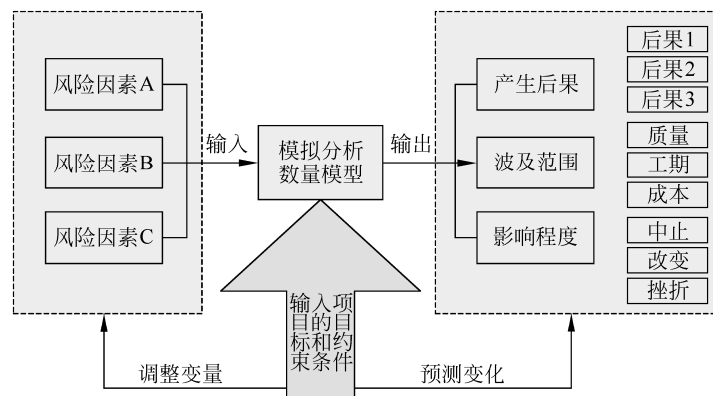 风险因素A
风险因素B
风险因素C
输入
模拟分析
数量模型
输出
产生后果
波及范围
影响程度
后果1
后果2
后果3
质量
工期
成本
中止
改变
挫折
输入项
目的目
标和约
束条件
调整变量
预测变化